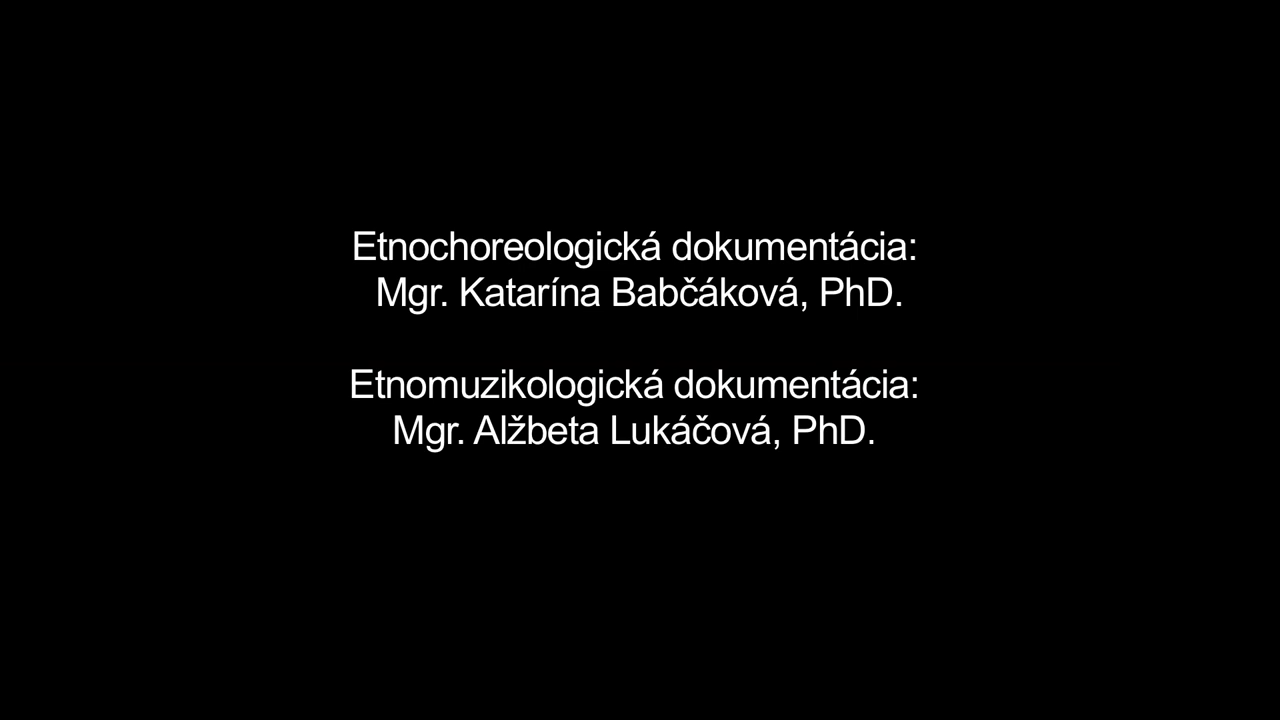 Etnochoreologická dokumentácia:
Mgr. Katarína Babčáková, PhD.
Etnomuzikologická dokumentácia:
Mgr. Alžbeta Lukáčová, PhD.